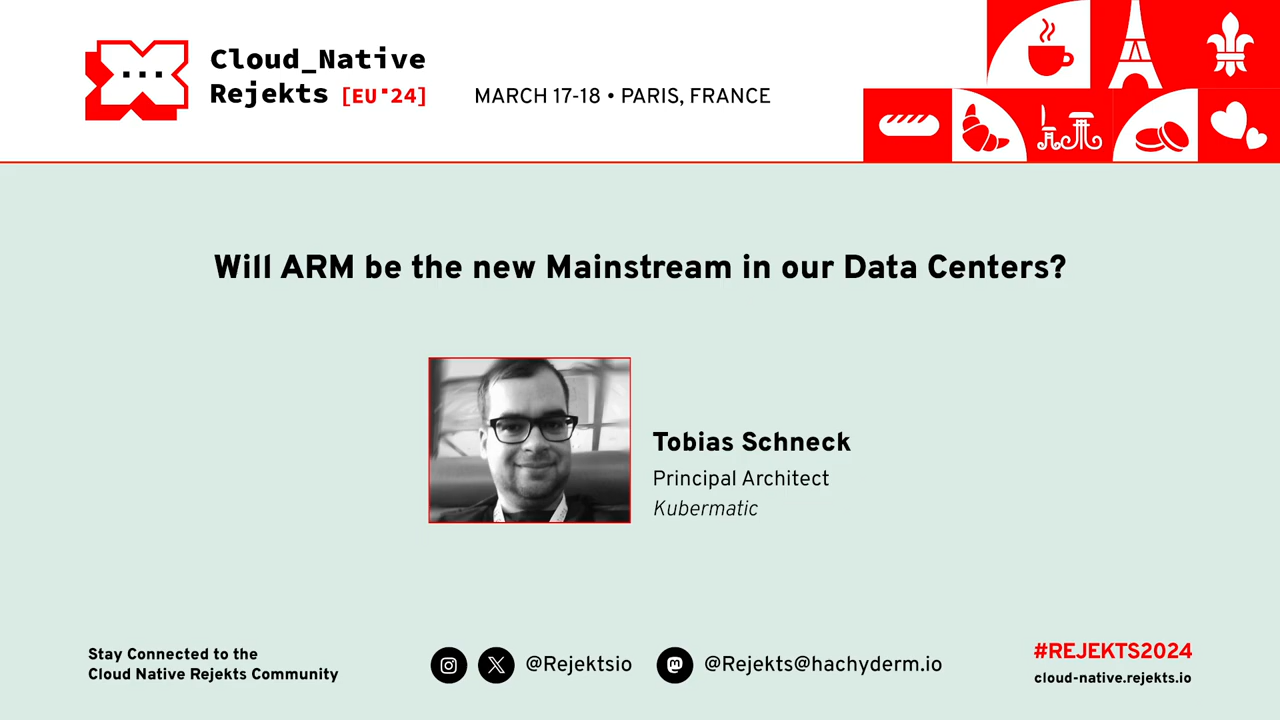 Cloud_Native
Rejekts [EU"24]
MARCH 17-18 • PARIS, FRANCE
Will ARM be the new Mainstream in our Data Centers?
Tobias Schneck
Principal Architect
Kubermatic
Stay Connected to the
Cloud Native Rejekts Community
@Rejektsio
@Rejekts@hachyderm.io
#REJEKTS2024
cloud-native.rejekts.io